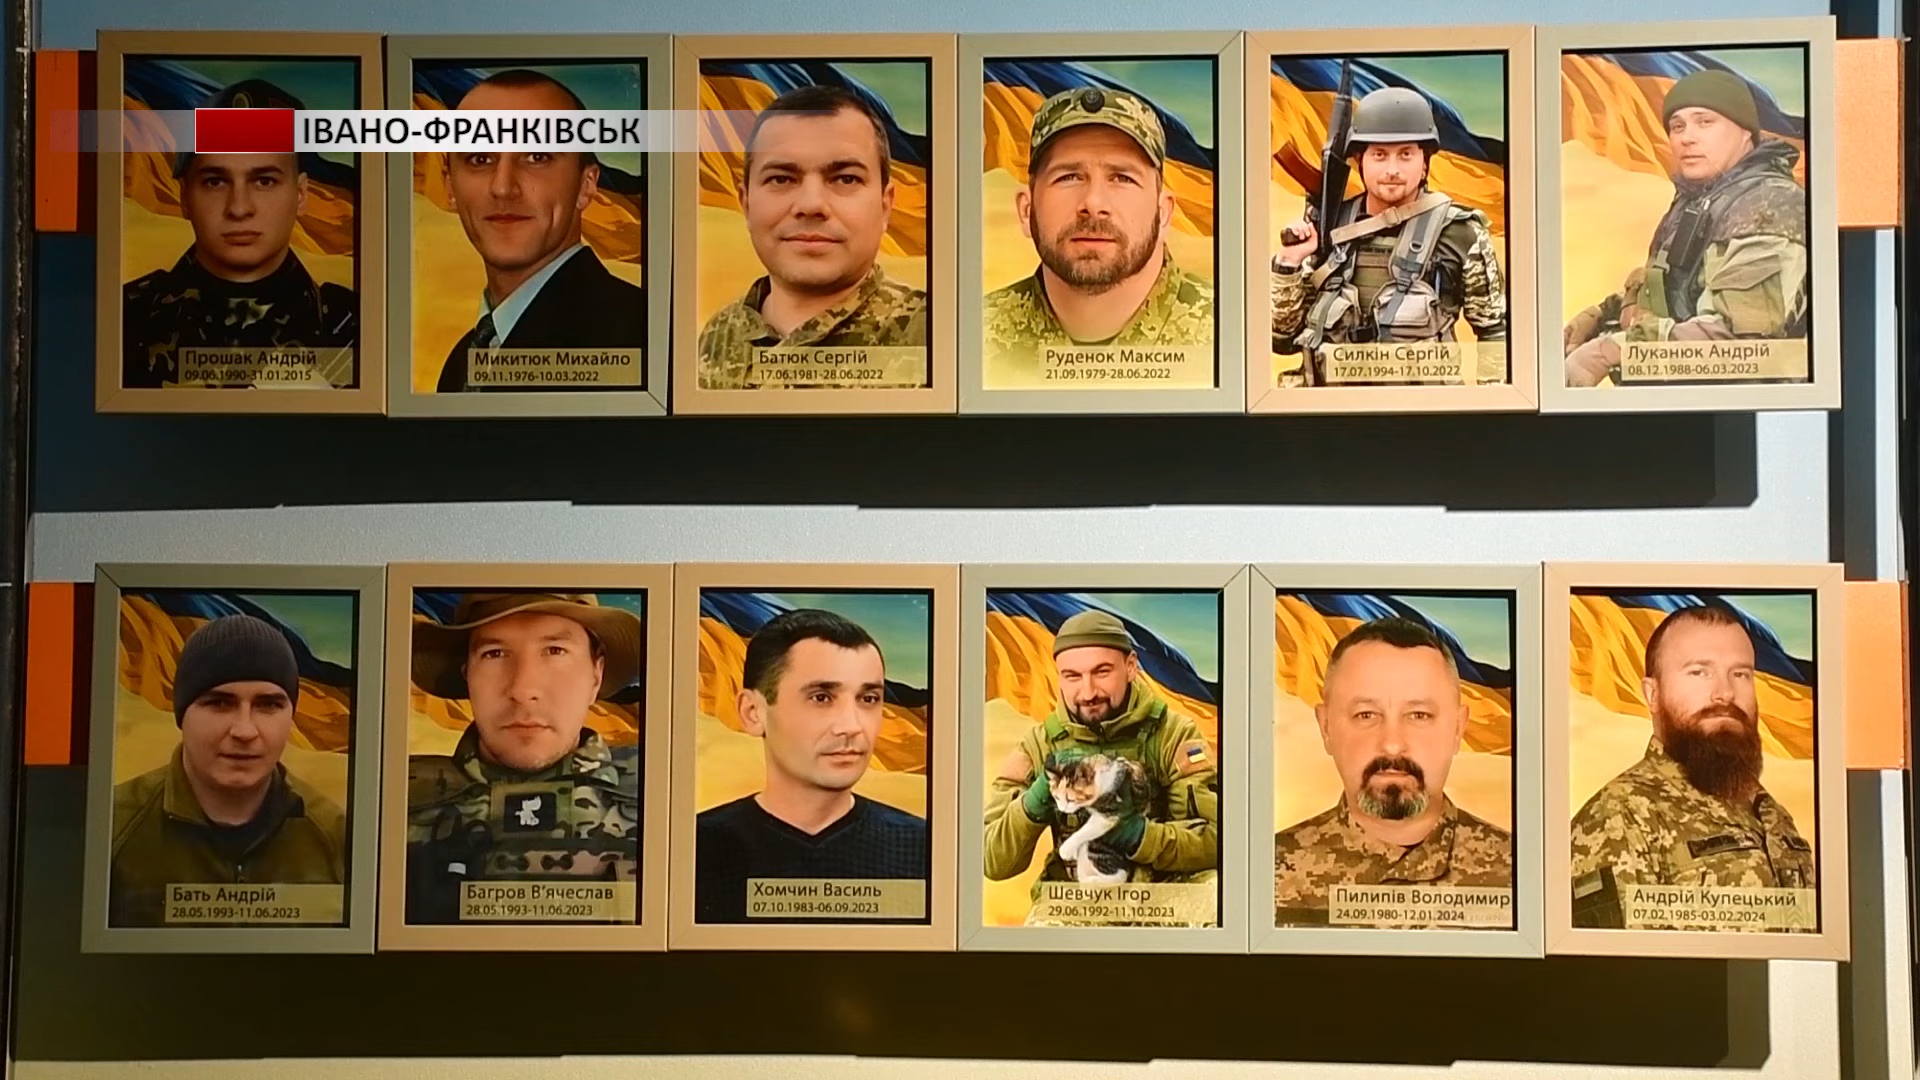 ІВАНО-ФРАНКІВСЬК
Прошак Андрій
09.06.1990-31.01.2015
Микитюк Михайло
09.11.1976-10.03.2022
Батюк Сергій
17.06.1981-28.06.2022
Руденок Максим
21.09.1979-28.06.2022
Силкін Сергій
17.07.1994-17.10.2022
Луканюк Андрій
08.12.1988-06.03.2023
Бать Андрій
28.05.1993-11.06.2023
Багров В'ячеслав
28.05.1993-11.06.2023
Хомчин Василь
07.10.1983-06.09.2023
Шевчук Ігор
29.06.1992-11.10.2023
Пилипів Володимир
24.09.1980-12.01.2024
Андрій Купецький
07.02.1985-03.02.2024